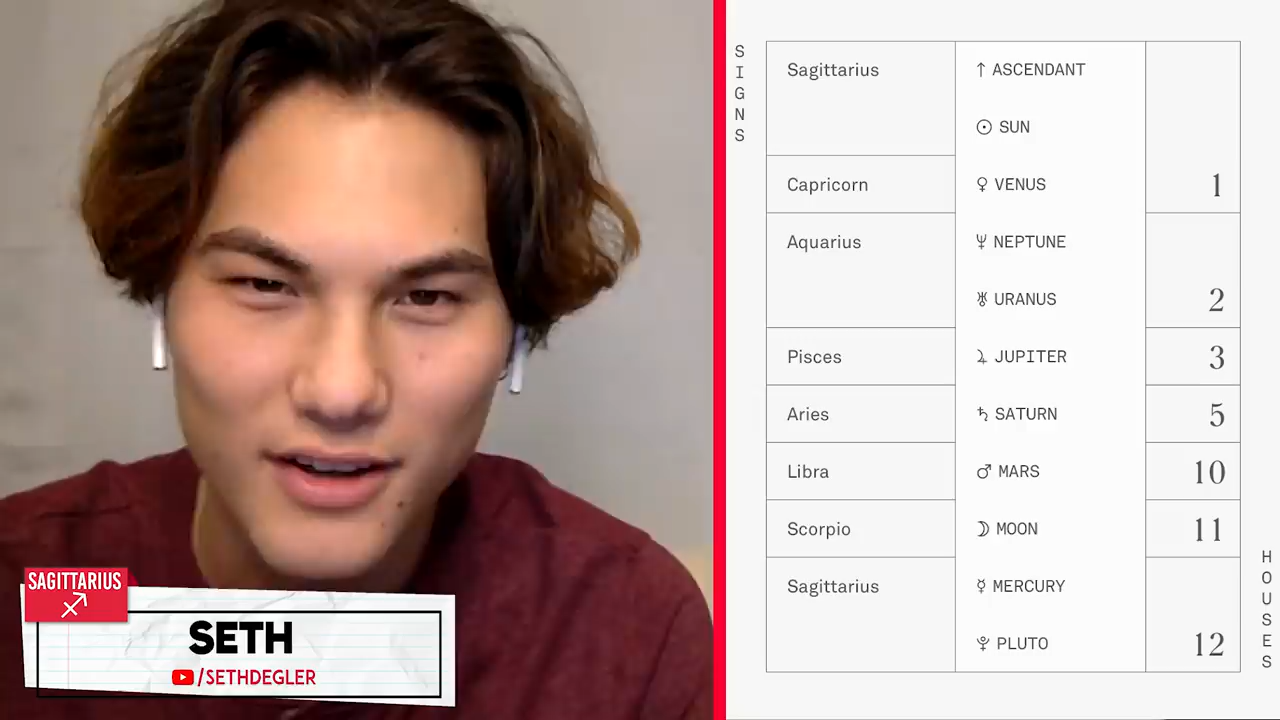 SAGITTARIUS
SETH
/SETHDEGLER
SIGNS
Sagittarius ↑ ASCENDANT
☉ SUN
Capricorn ♀ VENUS 1
Aquarius ♆ NEPTUNE
♅ URANUS 2
Pisces ♃ JUPITER 3
Aries ♄ SATURN 5
Libra ♂ MARS 10
Scorpio ☽ MOON 11
Sagittarius ☿ MERCURY
⯓ PLUTO 12
HOUSES